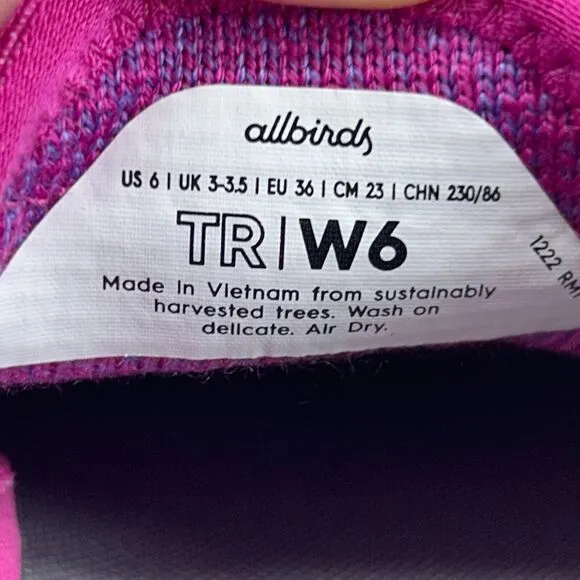 allbirds
US 6 | UK 3-3.5 | EU 36 | CM 23 | CHN 230/86
TR | W6
Made in Vietnam from sustainably
harvested trees. Wash on
delicate. Air Dry.
1222 RM